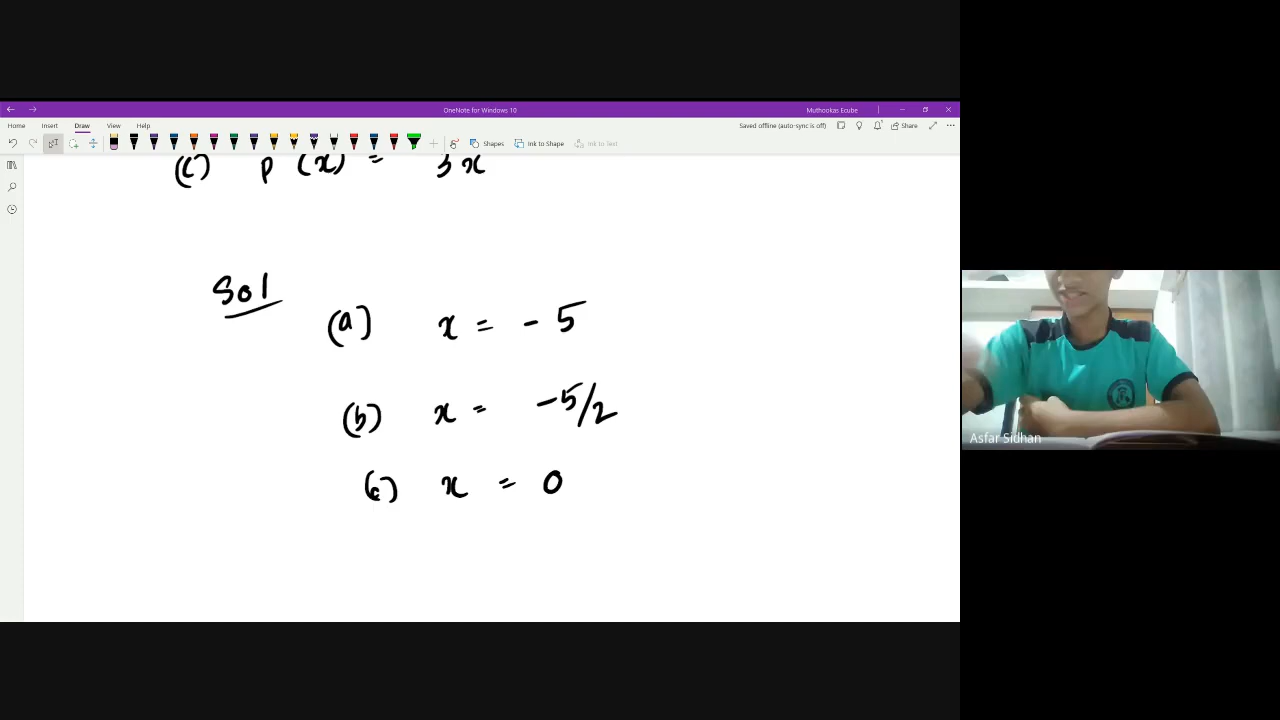 OneNote for Windows 10
Muthookas Ecube
Home Insert Draw View Help
Saved offline (auto-sync is off) Share
Shapes Ink to Shape Ink to Text
(c) p (x) = 3x
Sol
(a) x = - 5
(b) x = -5/2
(c) x = 0
Asfar Sidhan